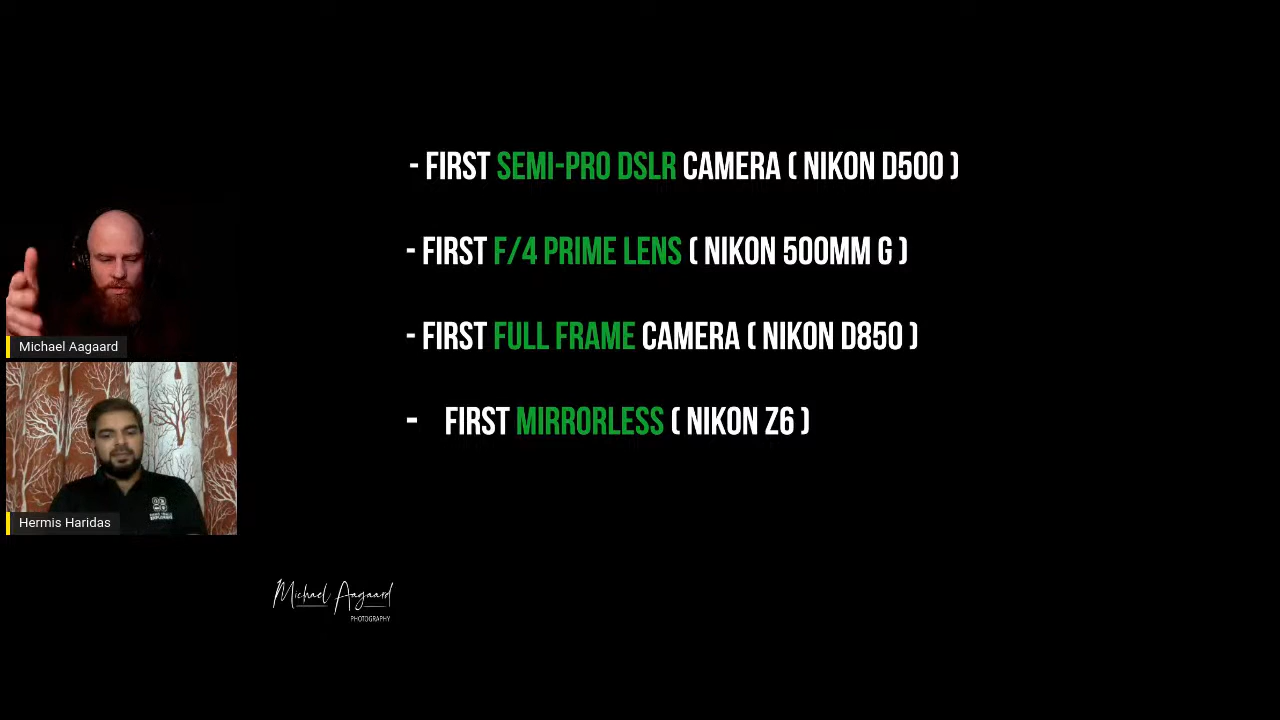 - FIRST SEMI-PRO DSLR CAMERA ( NIKON D500 )
- FIRST F/4 PRIME LENS ( NIKON 500MM G )
- FIRST FULL FRAME CAMERA ( NIKON D850 )
- FIRST MIRRORLESS ( NIKON Z6 )
Michael Aagaard
Hermis Haridas
Michael Aagaard
PHOTOGRAPHY